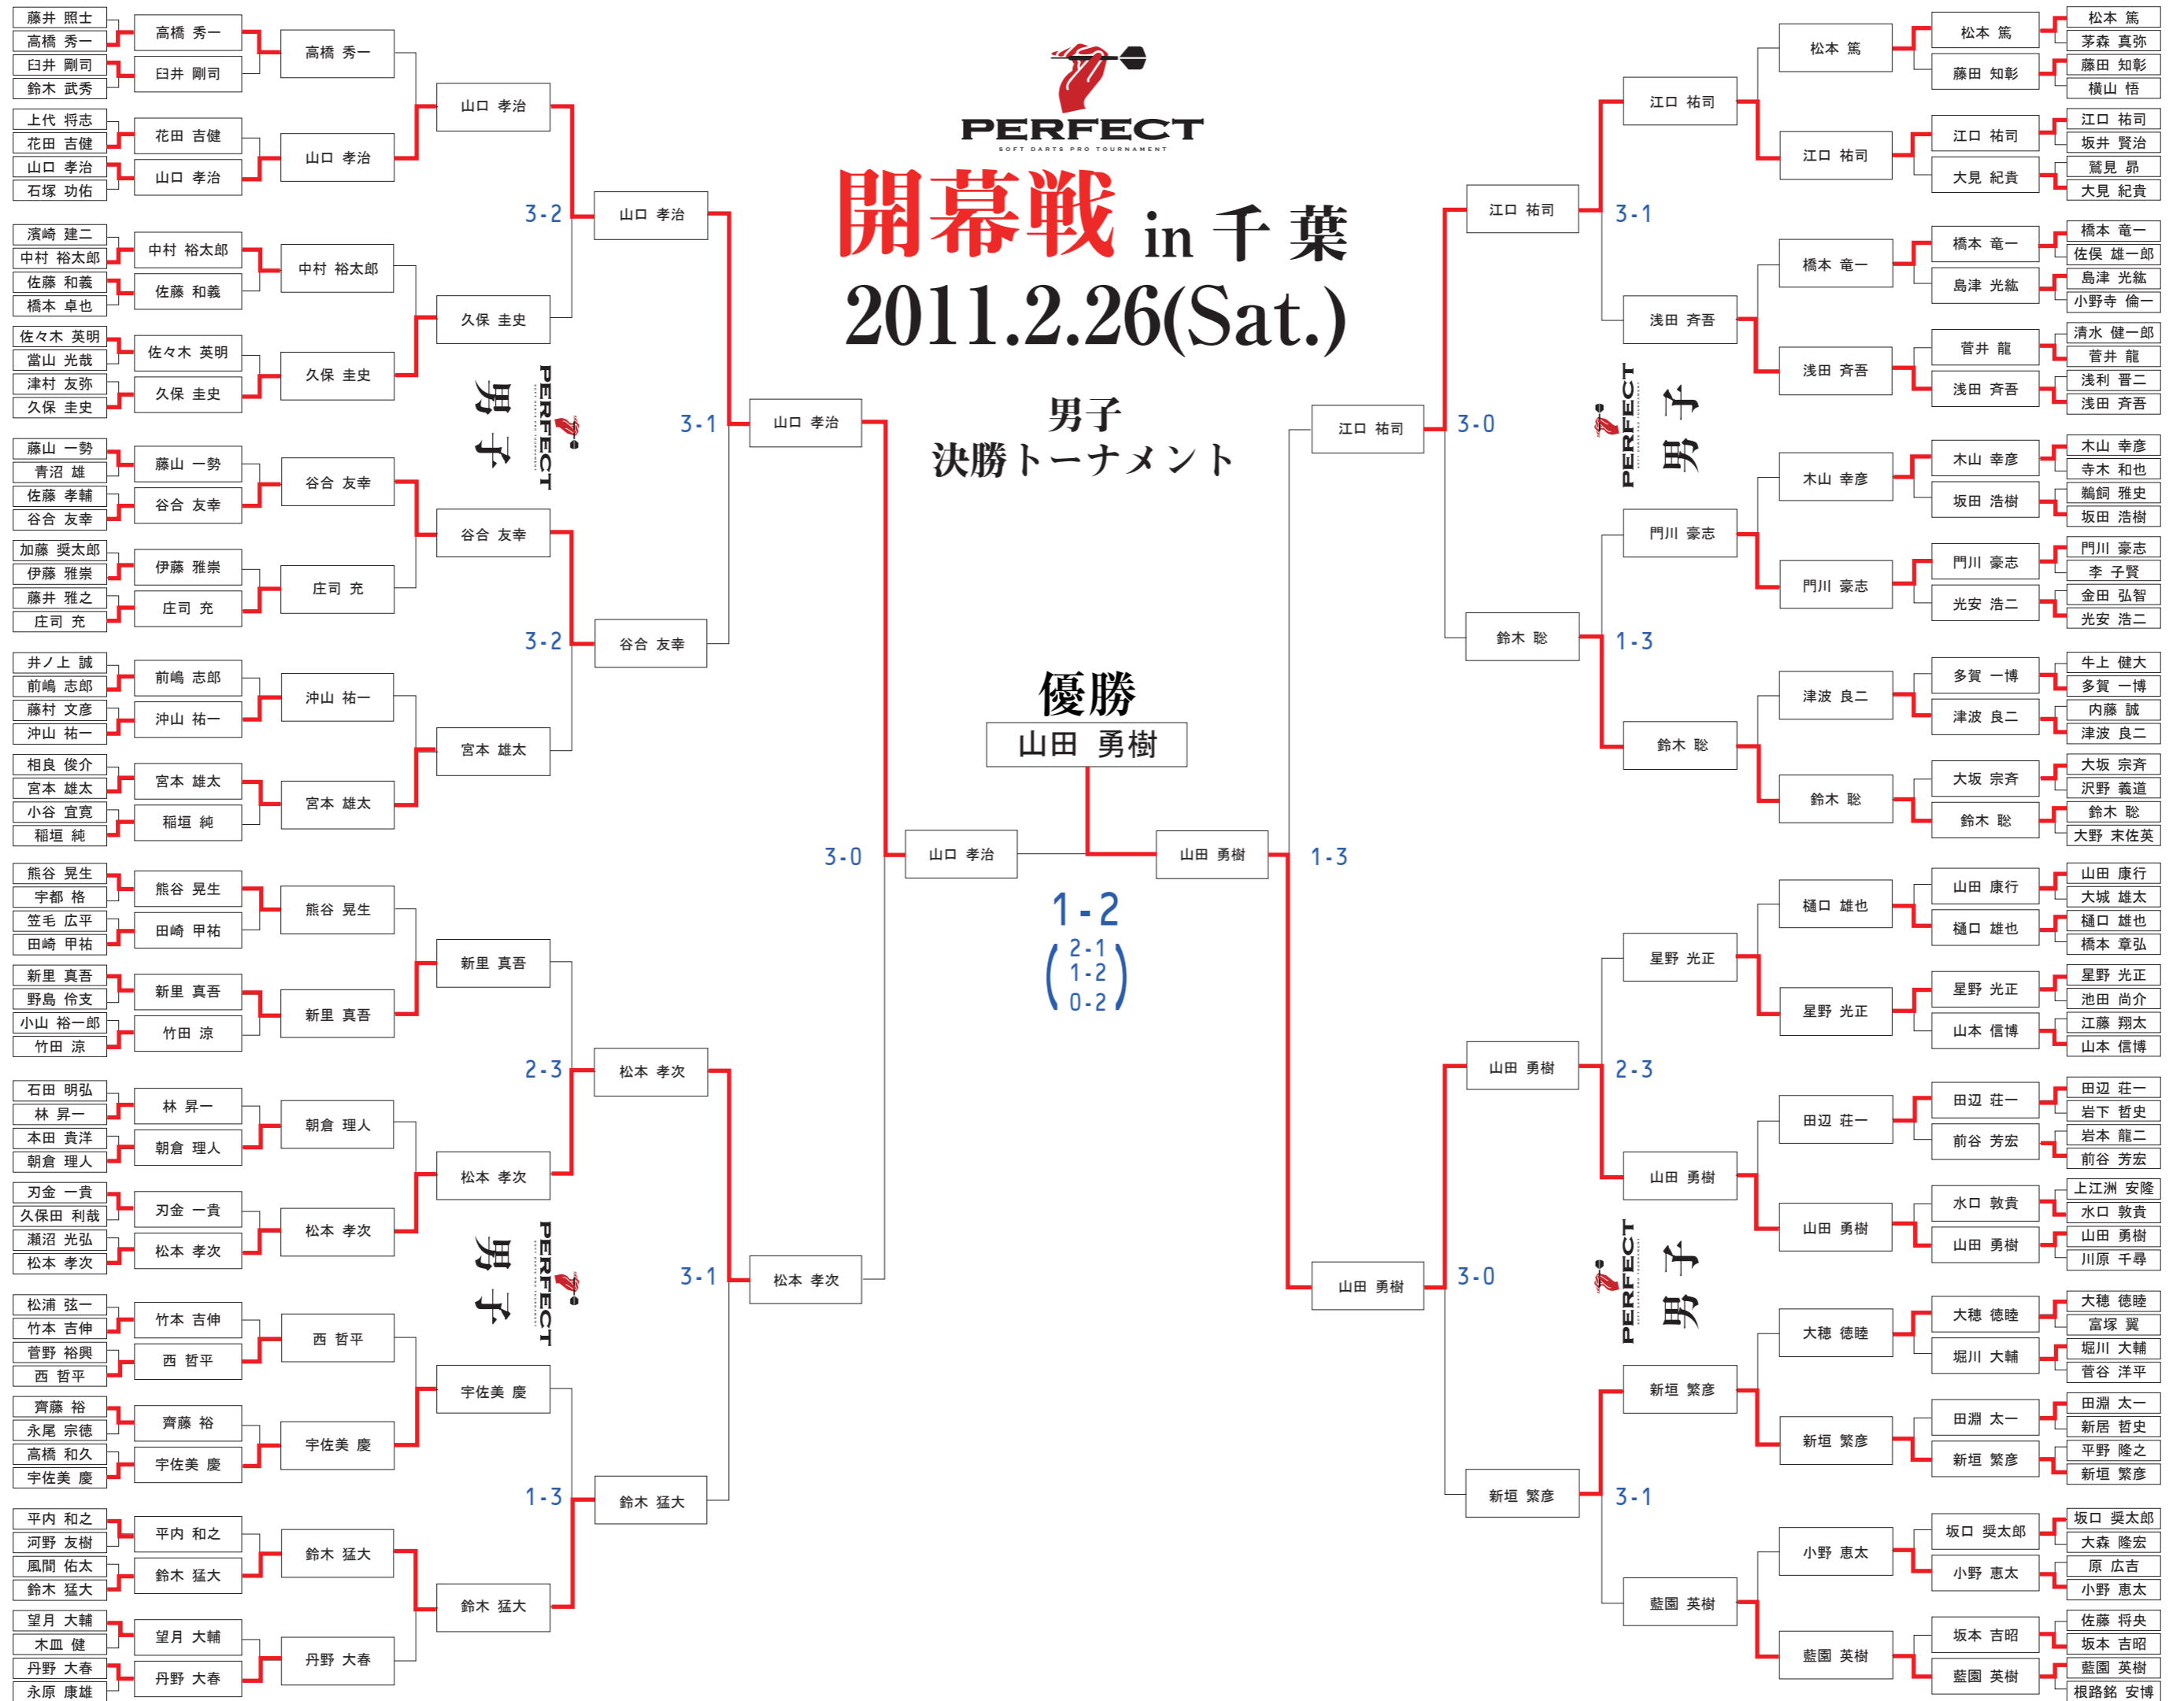 PERFECT
SOFT DARTS PRO TOURNAMENT
開幕戦 in 千葉
2011.2.26(Sat.)
男子
決勝トーナメント
優勝
山田 勇樹
山口 孝治
山田 勇樹
1-2
2-1
1-2
0-2
藤井 照士
高橋 秀一
臼井 剛司
鈴木 武秀
上代 将志
花田 吉健
山口 孝治
石塚 功佑
濱崎 建二
中村 裕太郎
佐藤 和義
橋本 卓也
佐々木 英明
當山 光哉
津村 友弥
久保 圭史
藤山 一勢
青沼 雄
佐藤 孝輔
谷合 友幸
加藤 奨太郎
伊藤 雅崇
藤井 雅之
庄司 充
井ノ上 誠
前嶋 志郎
藤村 文彦
沖山 祐一
相良 俊介
宮本 雄太
小谷 宜寛
稲垣 純
熊谷 晃生
宇都 格
笠毛 広平
田崎 甲祐
新里 真吾
野島 伶支
小山 裕一郎
竹田 涼
石田 明弘
林 昇一
本田 貴洋
朝倉 理人
刃金 一貴
久保田 利哉
瀬沼 光弘
松本 孝次
松浦 弦一
竹本 吉伸
菅野 裕興
西 哲平
齊藤 裕
永尾 宗徳
高橋 和久
宇佐美 慶
平内 和之
河野 友樹
風間 佑太
鈴木 猛大
望月 大輔
木皿 健
丹野 大春
永原 康雄
高橋 秀一
臼井 剛司
花田 吉健
山口 孝治
中村 裕太郎
佐藤 和義
佐々木 英明
久保 圭史
藤山 一勢
谷合 友幸
伊藤 雅崇
庄司 充
前嶋 志郎
沖山 祐一
宮本 雄太
稲垣 純
熊谷 晃生
田崎 甲祐
新里 真吾
竹田 涼
林 昇一
朝倉 理人
刃金 一貴
松本 孝次
竹本 吉伸
西 哲平
齊藤 裕
宇佐美 慶
平内 和之
鈴木 猛大
望月 大輔
丹野 大春
高橋 秀一
山口 孝治
中村 裕太郎
久保 圭史
谷合 友幸
庄司 充
沖山 祐一
宮本 雄太
熊谷 晃生
新里 真吾
朝倉 理人
松本 孝次
西 哲平
宇佐美 慶
鈴木 猛大
丹野 大春
山口 孝治
久保 圭史
谷合 友幸
宮本 雄太
新里 真吾
松本 孝次
宇佐美 慶
鈴木 猛大
3-2
3-2
2-3
1-3
男子
PERFECT
男子
PERFECT
山口 孝治
谷合 友幸
松本 孝次
鈴木 猛大
3-1
3-1
山口 孝治
松本 孝次
3-0
1-3
江口 祐司
山田 勇樹
3-0
3-0
江口 祐司
鈴木 聡
山田 勇樹
新垣 繁彦
3-1
1-3
2-3
3-1
PERFECT
男子
PERFECT
男子
江口 祐司
浅田 斉吾
門川 豪志
鈴木 聡
星野 光正
山田 勇樹
新垣 繁彦
藍園 英樹
松本 篤
江口 祐司
橋本 竜一
浅田 斉吾
木山 幸彦
門川 豪志
津波 良二
鈴木 聡
樋口 雄也
星野 光正
田辺 荘一
山田 勇樹
大穂 徳睦
新垣 繁彦
小野 恵太
藍園 英樹
松本 篤
藤田 知彰
江口 祐司
大見 紀貴
橋本 竜一
島津 光紘
菅井 龍
浅田 斉吾
木山 幸彦
坂田 浩樹
門川 豪志
光安 浩二
多賀 一博
津波 良二
大坂 宗斉
鈴木 聡
山田 康行
樋口 雄也
星野 光正
山本 信博
田辺 荘一
前谷 芳宏
水口 敦貴
山田 勇樹
大穂 徳睦
堀川 大輔
田淵 太一
新垣 繁彦
坂口 奨太郎
小野 恵太
坂本 吉昭
藍園 英樹
松本 篤
茅森 真弥
藤田 知彰
横山 悟
江口 祐司
坂井 賢治
鷲見 昴
大見 紀貴
橋本 竜一
佐俣 雄一郎
島津 光紘
小野寺 倫一
清水 健一郎
菅井 龍
浅利 晋二
浅田 斉吾
木山 幸彦
寺木 和也
鵜飼 雅史
坂田 浩樹
門川 豪志
李 子賢
金田 弘智
光安 浩二
牛上 健大
多賀 一博
内藤 誠
津波 良二
大坂 宗斉
沢野 義道
鈴木 聡
大野 末佐英
山田 康行
大城 雄太
樋口 雄也
橋本 章弘
星野 光正
池田 尚介
江藤 翔太
山本 信博
田辺 荘一
岩下 哲史
岩本 龍二
前谷 芳宏
上江洲 安隆
水口 敦貴
山田 勇樹
川原 千尋
大穂 徳睦
富塚 翼
堀川 大輔
菅谷 洋平
田淵 太一
新居 哲史
平野 隆之
新垣 繁彦
坂口 奨太郎
大森 隆宏
原 広吉
小野 恵太
佐藤 将央
坂本 吉昭
藍園 英樹
根路銘 安博